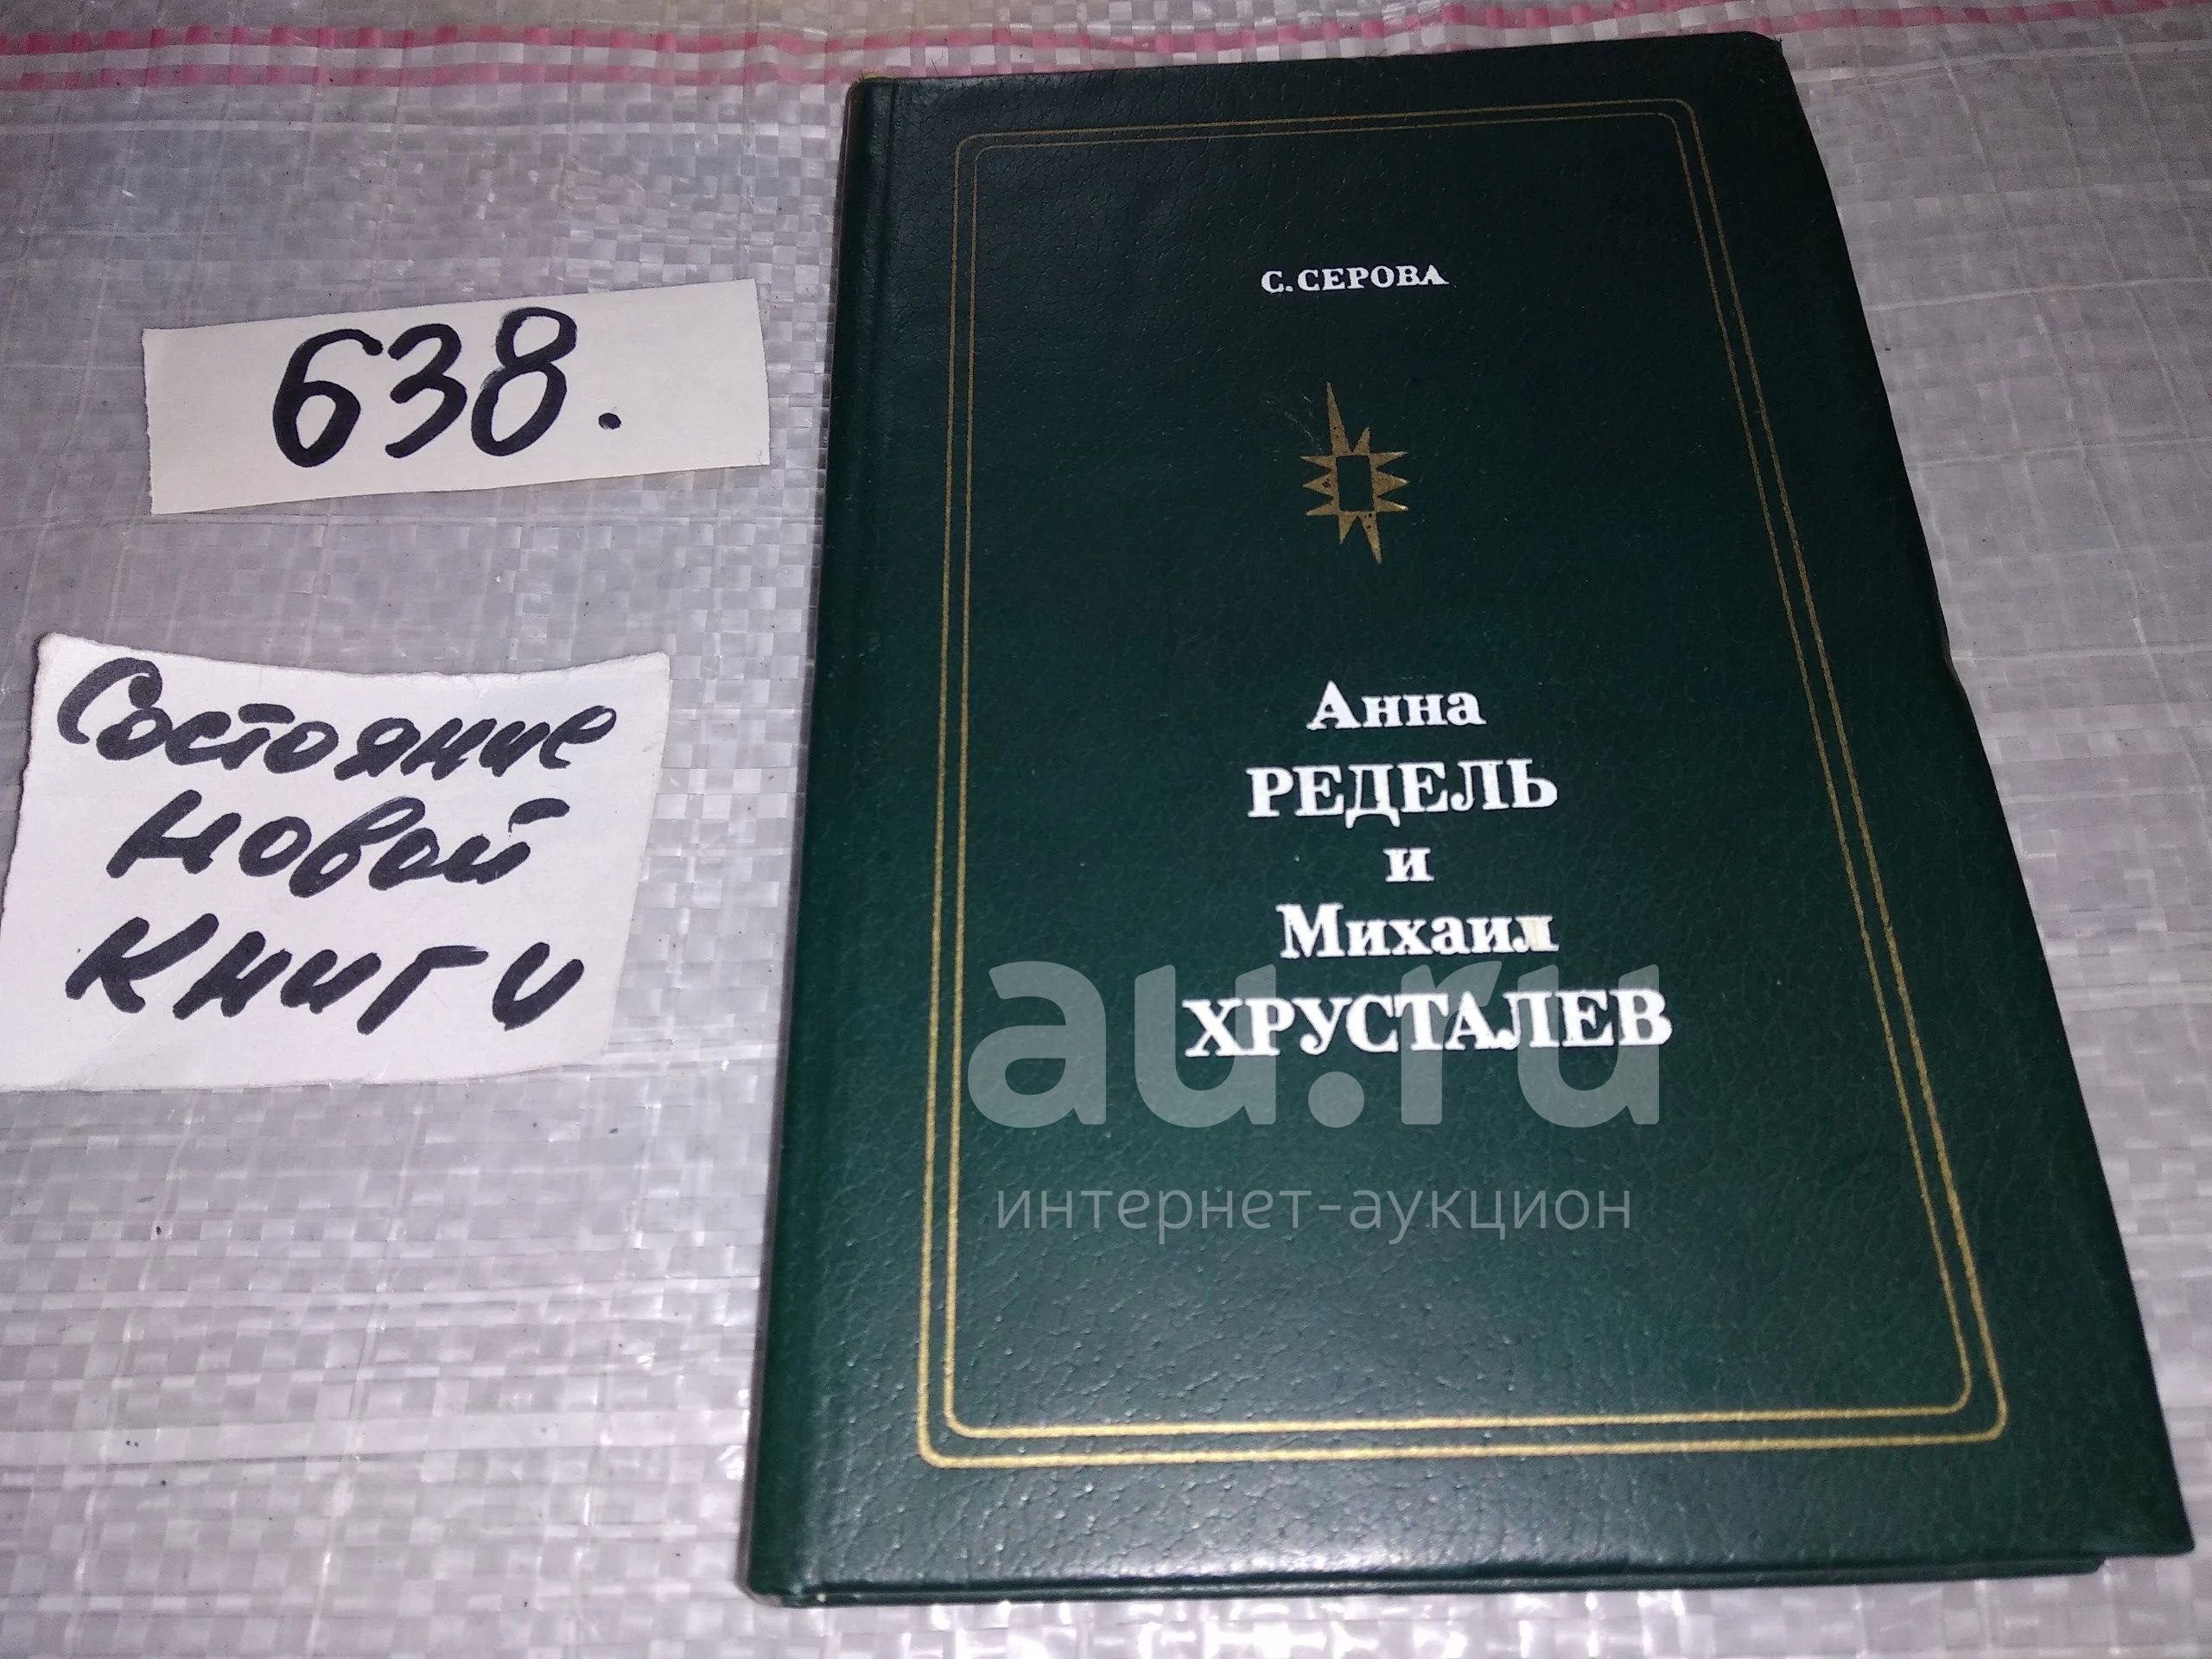 638.
Состояние
новой
книги
С. СЕРОВА
Анна
РЕДЕЛЬ
и
Михаил
ХРУСТАЛЕВ
au.ru
интернет-аукцион